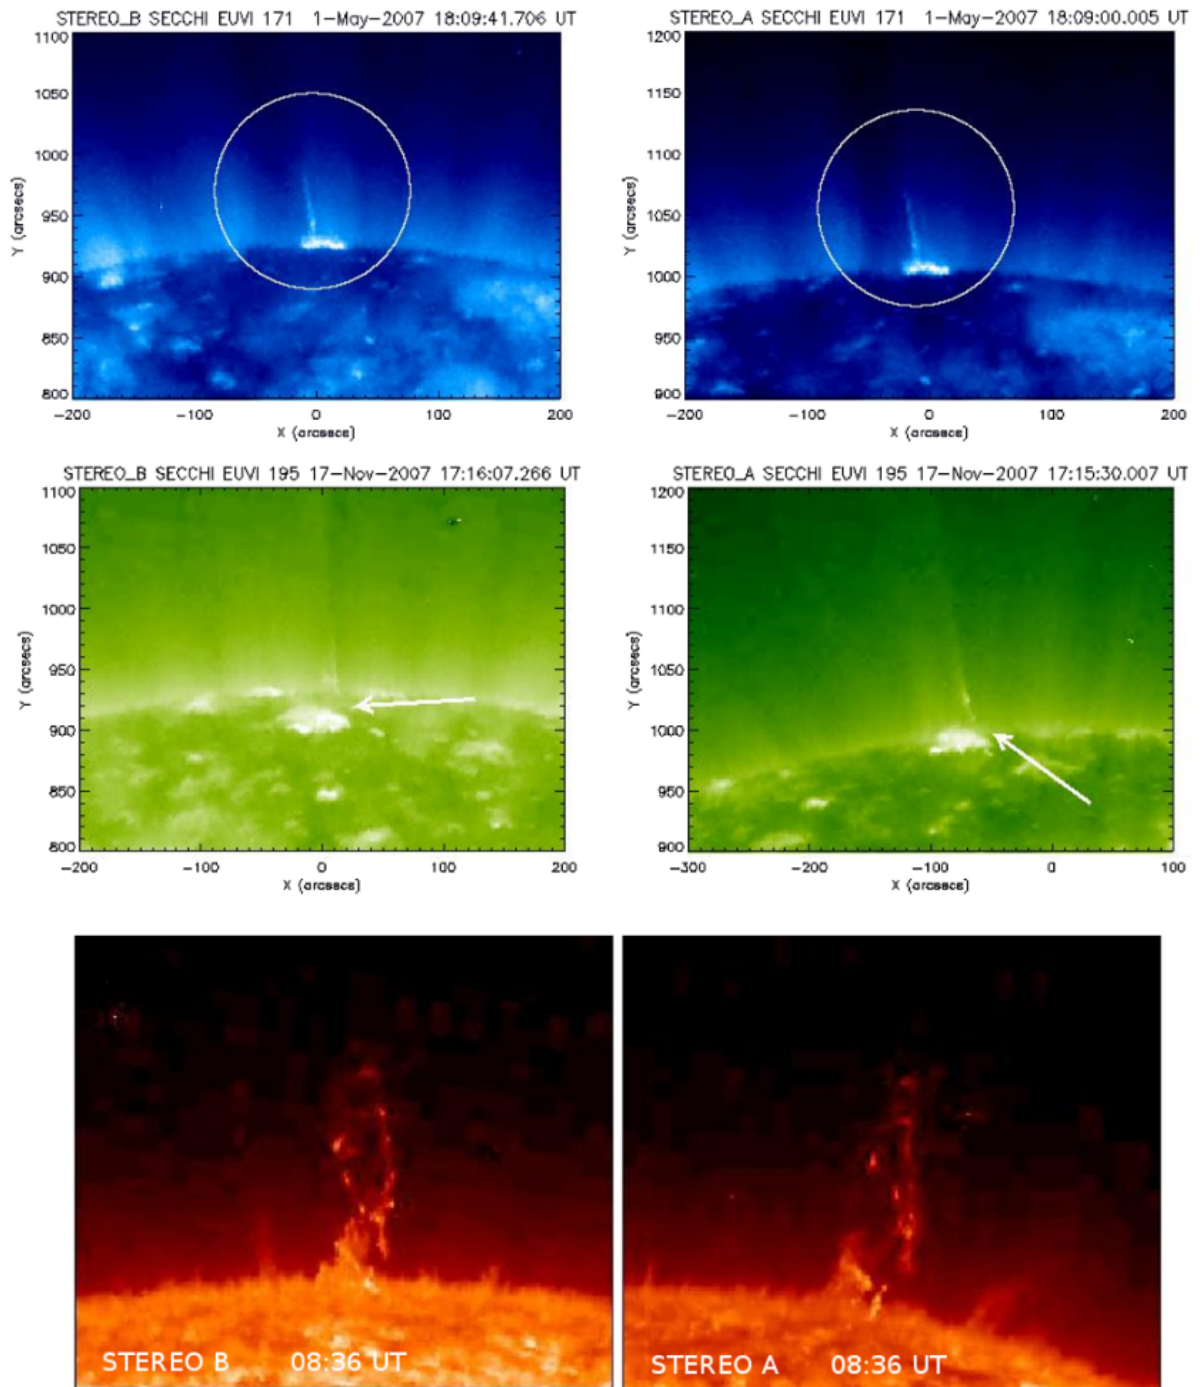 STEREO_B SECCHI EUVI 171 1-May-2007 18:09:41.706 UT
1100
1050
1000
950
900
850
800
Y (arcsecs)
-200 -100 0 100 200
X (arcsecs)
STEREO_A SECCHI EUVI 171 1-May-2007 18:09:00.005 UT
1200
1150
1100
1050
1000
950
900
Y (arcsecs)
-200 -100 0 100 200
X (arcsecs)
STEREO_B SECCHI EUVI 195 17-Nov-2007 17:16:07.266 UT
1100
1050
1000
950
900
850
800
Y (arcsecs)
-200 -100 0 100 200
X (arcsecs)
STEREO_A SECCHI EUVI 195 17-Nov-2007 17:15:30.007 UT
1200
1150
1100
1050
1000
950
900
Y (arcsecs)
-300 -200 -100 0 100
X (arcsecs)
STEREO B 08:36 UT
STEREO A 08:36 UT